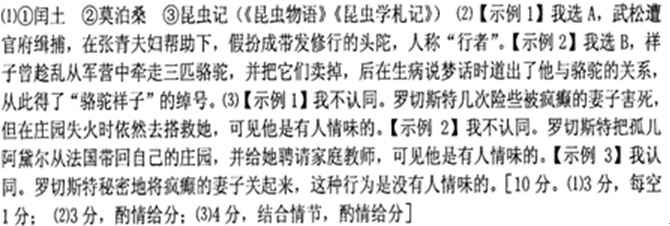 ⑴①闰土　②莫泊桑　③昆虫记（《昆虫物语》《昆虫学札记》）⑵【示例1】我选A，武松遭
官府缉捕，在张青夫妇帮助下，假扮成带发修行的头陀，人称“行者”。【示例2】我选B，样
子曾趁乱从军营中牵走三匹骆驼，并把它们卖掉，后在生病说梦话时道出了他与骆驼的关系，
从此得了“骆驼祥子”的绰号。⑶【示例1】我不认同。罗切斯特几次险些被疯癫的妻子害死，
但在庄园失火时依然去搭救她，可见他是有人情味的。【示例 2】我不认同。罗切斯特把孤儿
阿黛尔从法国带回自己的庄园，并给她聘请家庭教师，可见他是有人情味的。【示例 3】我认
同。罗切斯特秘密地将疯癫的妻子关起来，这种行为是没有人情味的。[10分。⑴3分，每空
1分；⑵3分，酌情给分；⑶4分，结合情节，酌情给分]